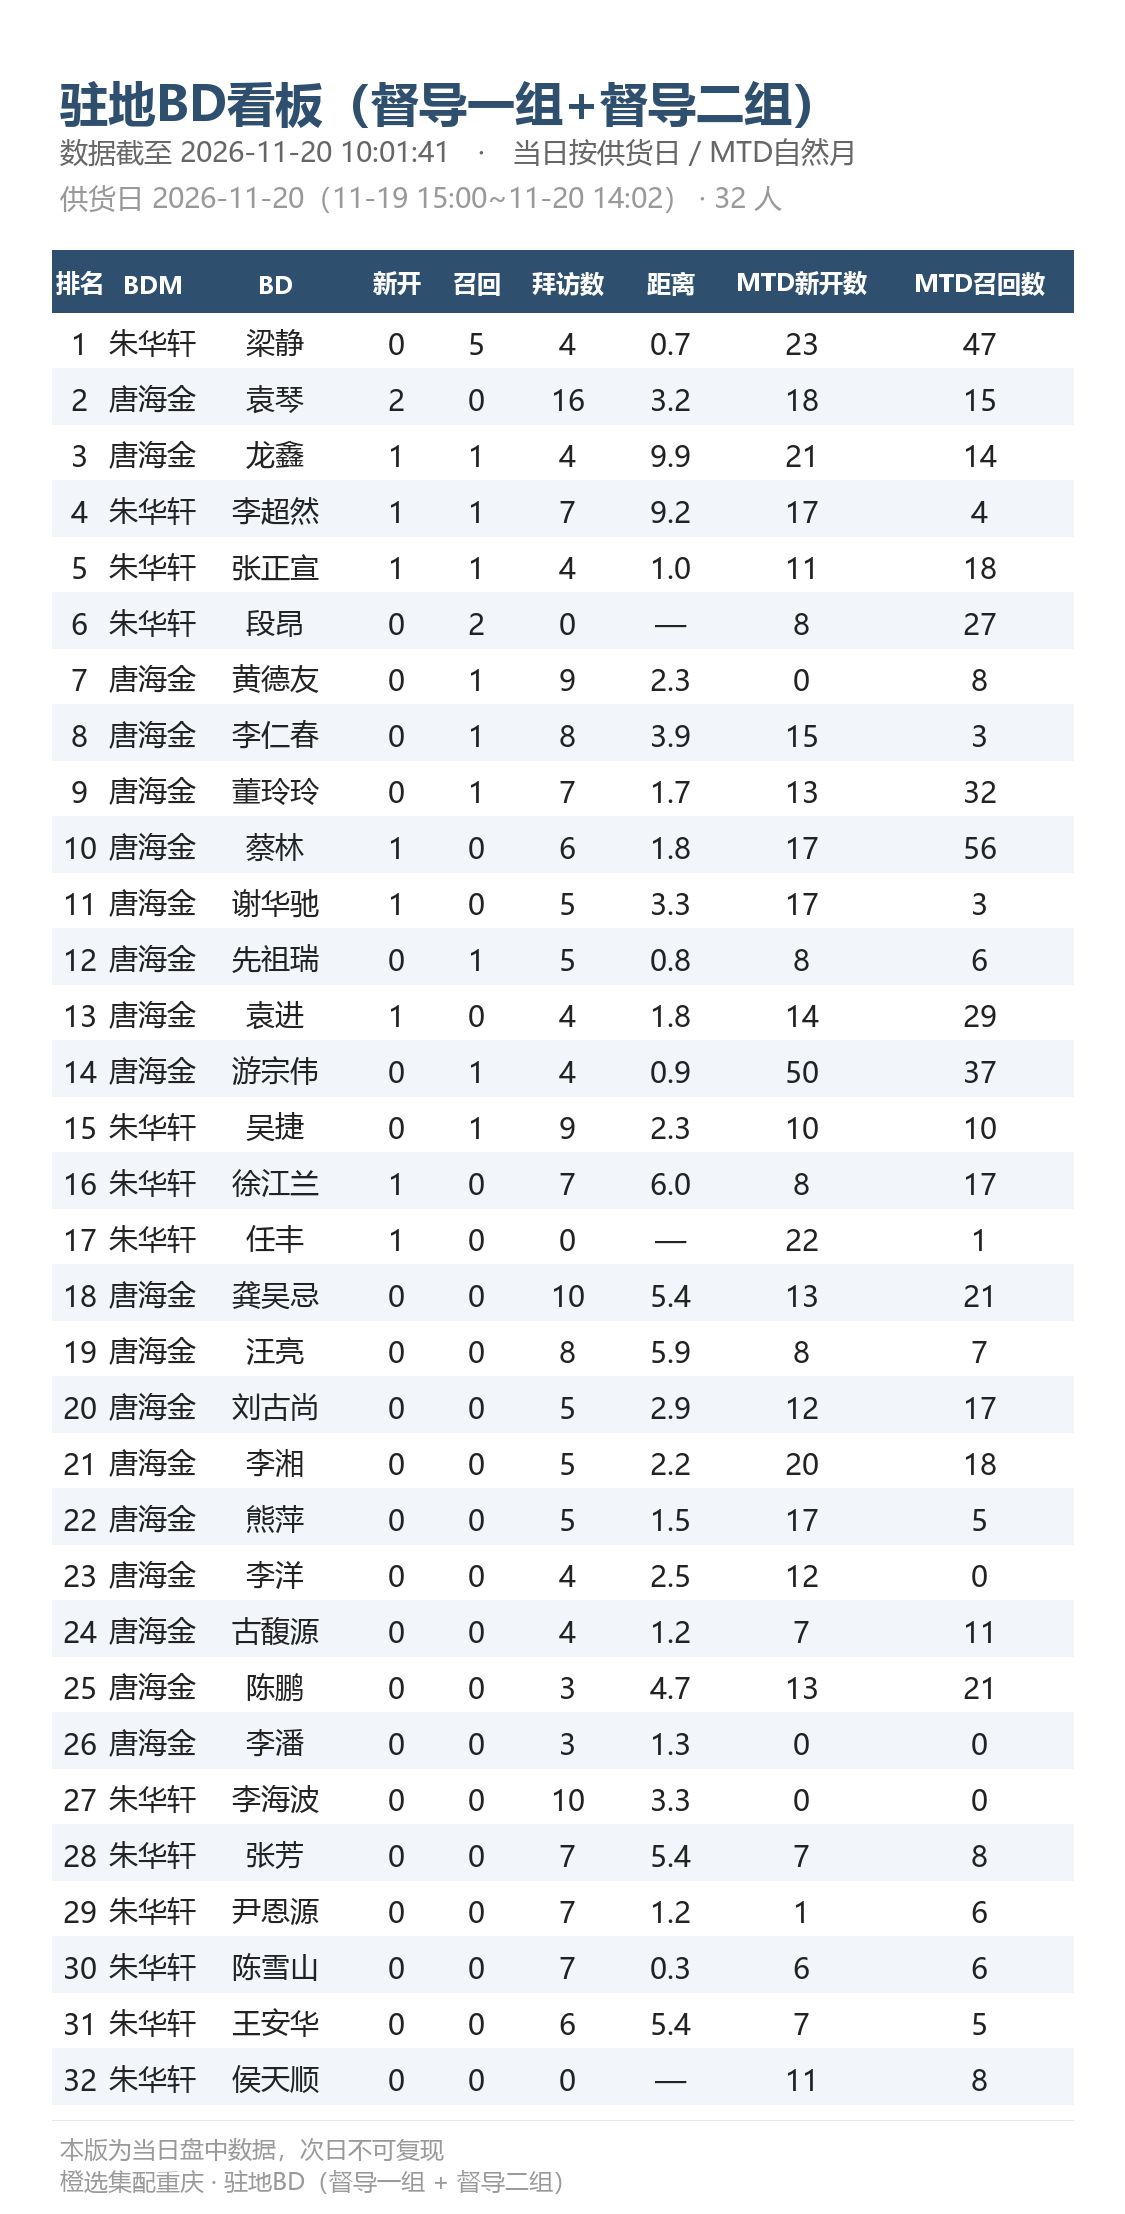 驻地BD看板（督导一组+督导二组）
数据截至 2026-11-20 10:01:41 · 当日按供货日 / MTD自然月
供货日 2026-11-20（11-19 15:00~11-20 14:02） · 32 人
排名 BDM BD 新开 召回 拜访数 距离 MTD新开数 MTD召回数
1 朱华轩 梁静 0 5 4 0.7 23 47
2 唐海金 袁琴 2 0 16 3.2 18 15
3 唐海金 龙鑫 1 1 4 9.9 21 14
4 朱华轩 李超然 1 1 7 9.2 17 4
5 朱华轩 张正宣 1 1 4 1.0 11 18
6 朱华轩 段昂 0 2 0 — 8 27
7 唐海金 黄德友 0 1 9 2.3 0 8
8 唐海金 李仁春 0 1 8 3.9 15 3
9 唐海金 董玲玲 0 1 7 1.7 13 32
10 唐海金 蔡林 1 0 6 1.8 17 56
11 唐海金 谢华驰 1 0 5 3.3 17 3
12 唐海金 先祖瑞 0 1 5 0.8 8 6
13 唐海金 袁进 1 0 4 1.8 14 29
14 唐海金 游宗伟 0 1 4 0.9 50 37
15 朱华轩 吴捷 0 1 9 2.3 10 10
16 朱华轩 徐江兰 1 0 7 6.0 8 17
17 朱华轩 任丰 1 0 0 — 22 1
18 唐海金 龚吴忌 0 0 10 5.4 13 21
19 唐海金 汪亮 0 0 8 5.9 8 7
20 唐海金 刘古尚 0 0 5 2.9 12 17
21 唐海金 李湘 0 0 5 2.2 20 18
22 唐海金 熊萍 0 0 5 1.5 17 5
23 唐海金 李洋 0 0 4 2.5 12 0
24 唐海金 古馥源 0 0 4 1.2 7 11
25 唐海金 陈鹏 0 0 3 4.7 13 21
26 唐海金 李潘 0 0 3 1.3 0 0
27 朱华轩 李海波 0 0 10 3.3 0 0
28 朱华轩 张芳 0 0 7 5.4 7 8
29 朱华轩 尹恩源 0 0 7 1.2 1 6
30 朱华轩 陈雪山 0 0 7 0.3 6 6
31 朱华轩 王安华 0 0 6 5.4 7 5
32 朱华轩 侯天顺 0 0 0 — 11 8
本版为当日盘中数据，次日不可复现
橙选集配重庆 · 驻地BD（督导一组 + 督导二组）